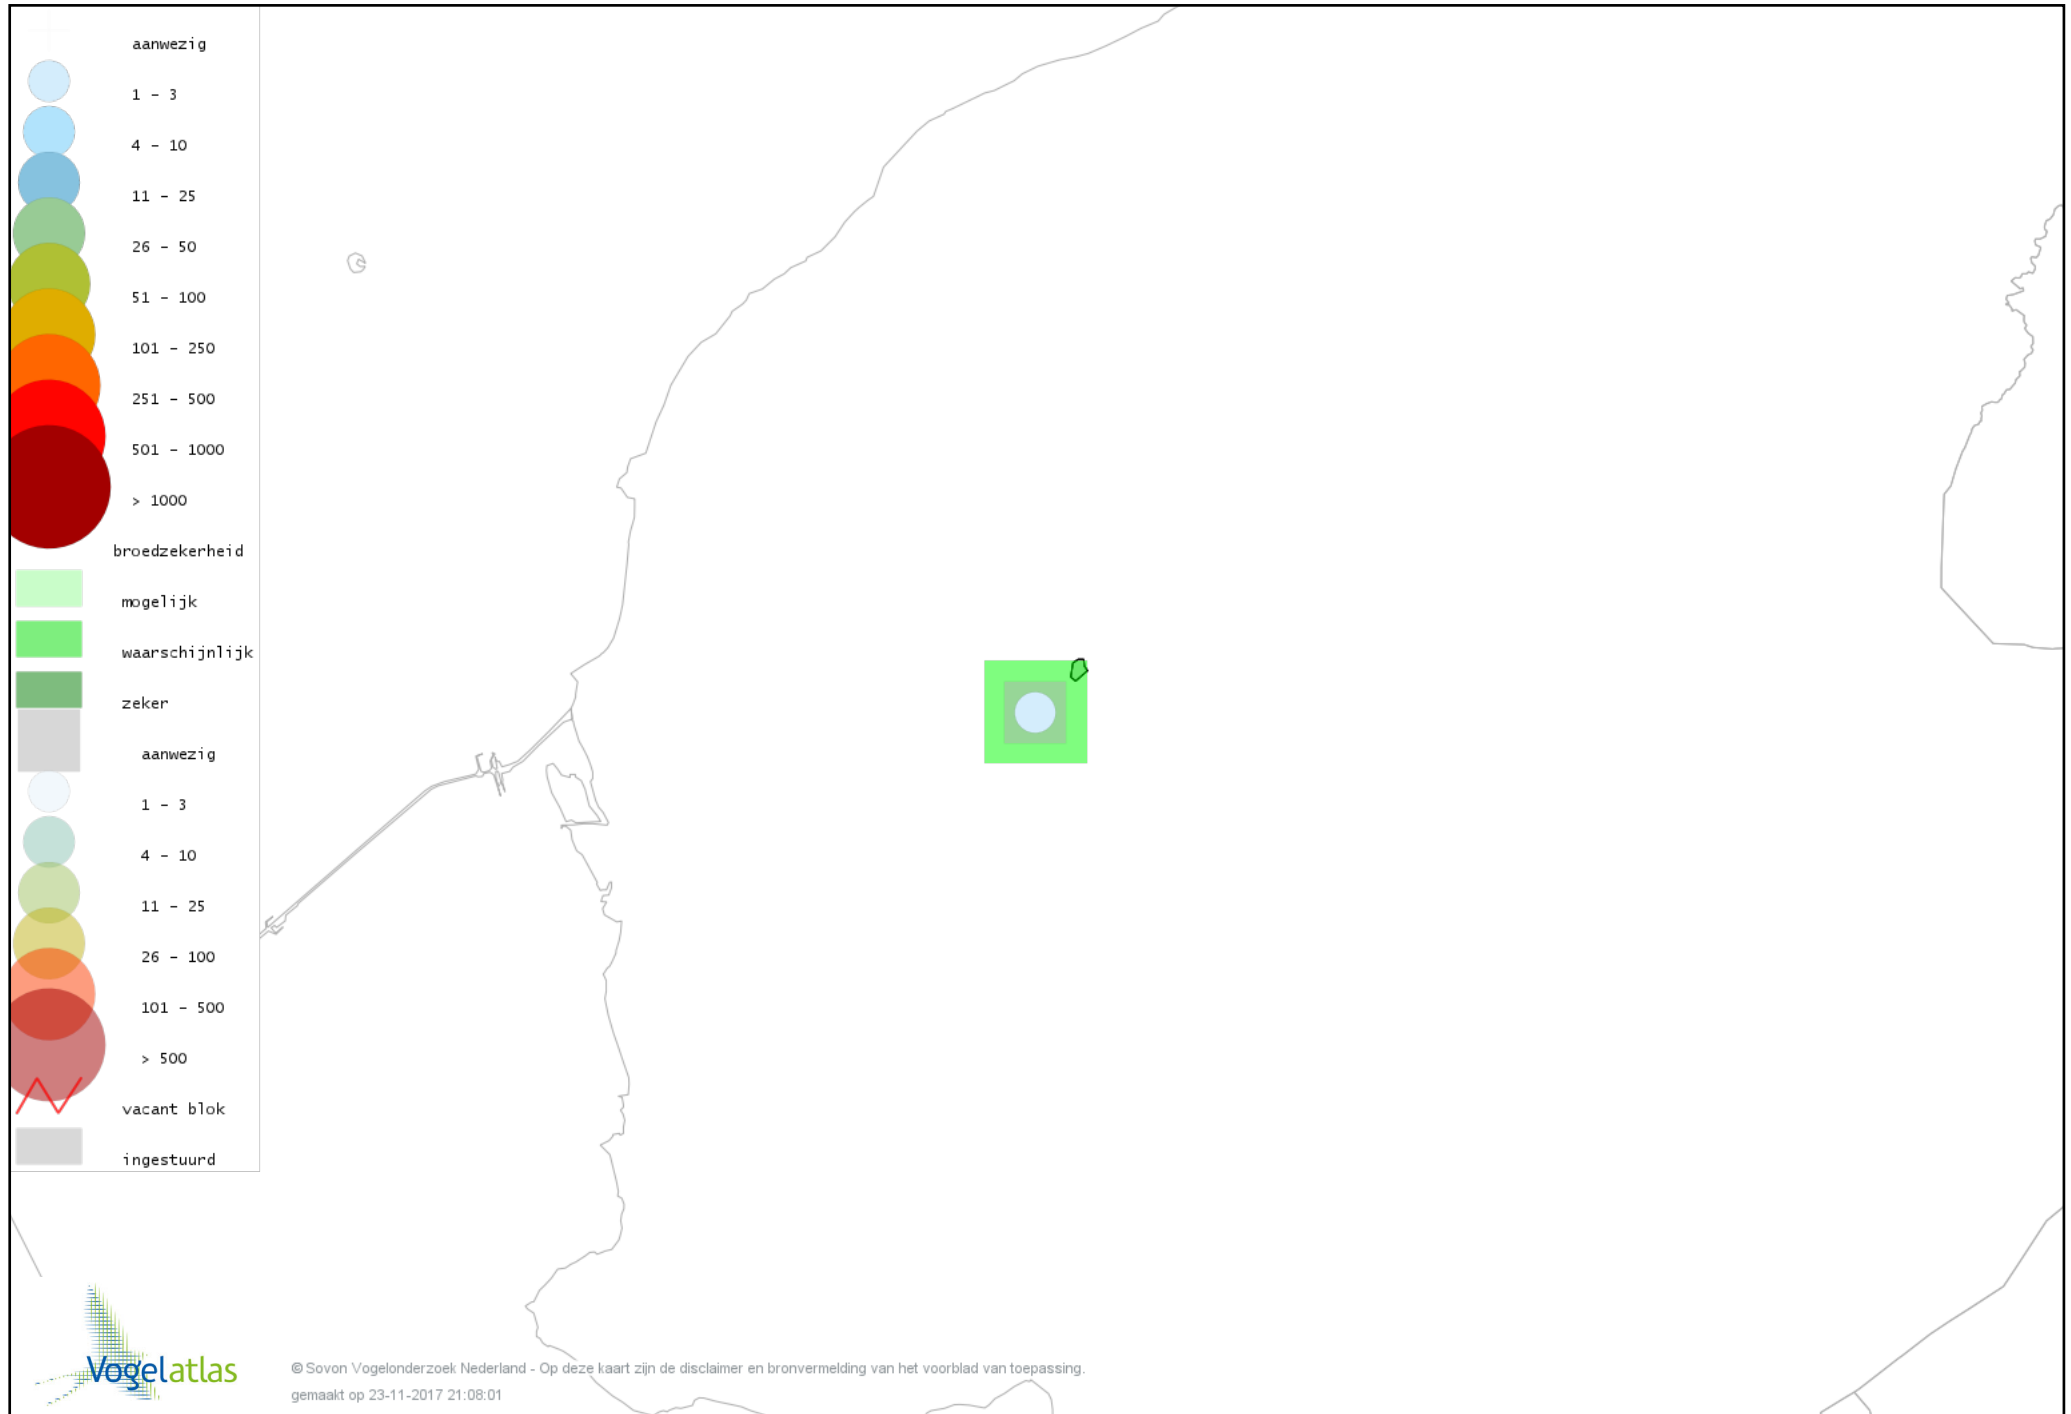 aanwezig
1 - 3
4 - 10
11 - 25
26 - 50
51 - 100
101 - 250
251 - 500
501 - 1000
> 1000
broedzekerheid
mogelijk
waarschijnlijk
zeker
aanwezig
1 - 3
4 - 10
11 - 25
26 - 100
101 - 500
> 500
vacant blok
ingestuurd
Vogelatlas
© Sovon Vogelonderzoek Nederland - Op deze kaart zijn de disclaimer en bronvermelding van het voorblad van toepassing.
gemaakt op 23-11-2017 21:08:01